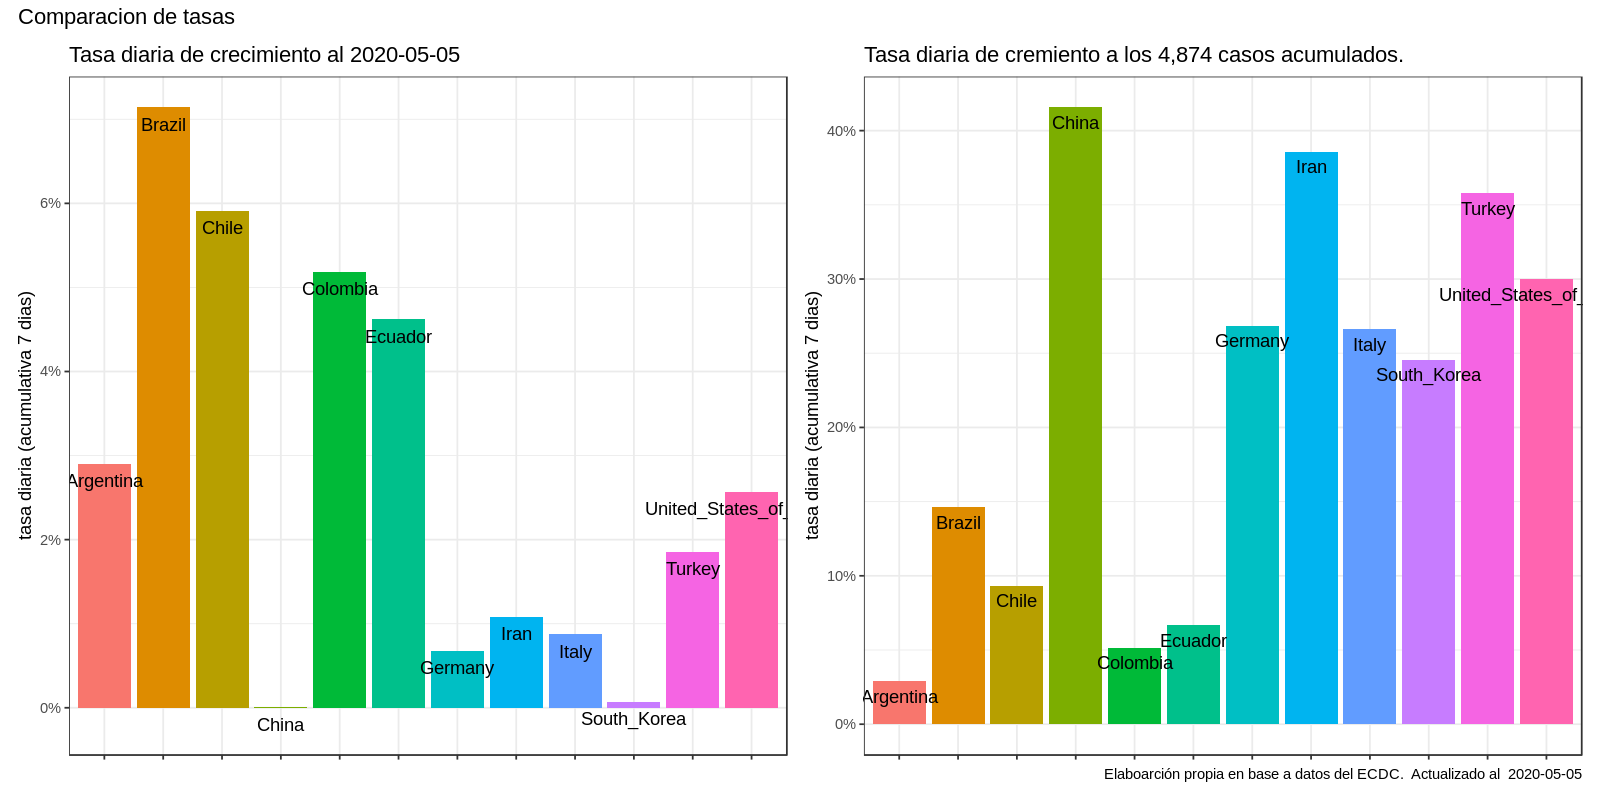 Comparacion de tasas
Tasa diaria de crecimiento al 2020-05-05
tasa diaria (acumulativa 7 dias)
6%
4%
2%
0%
Argentina
Brazil
Chile
China
Colombia
Ecuador
Germany
Iran
Italy
South_Korea
Turkey
United_States_of_
Tasa diaria de cremiento a los 4,874 casos acumulados.
tasa diaria (acumulativa 7 dias)
40%
30%
20%
10%
0%
Argentina
Brazil
Chile
China
Colombia
Ecuador
Germany
Iran
Italy
South_Korea
Turkey
United_States_of_
Elaboarción propia en base a datos del ECDC. Actualizado al 2020-05-05